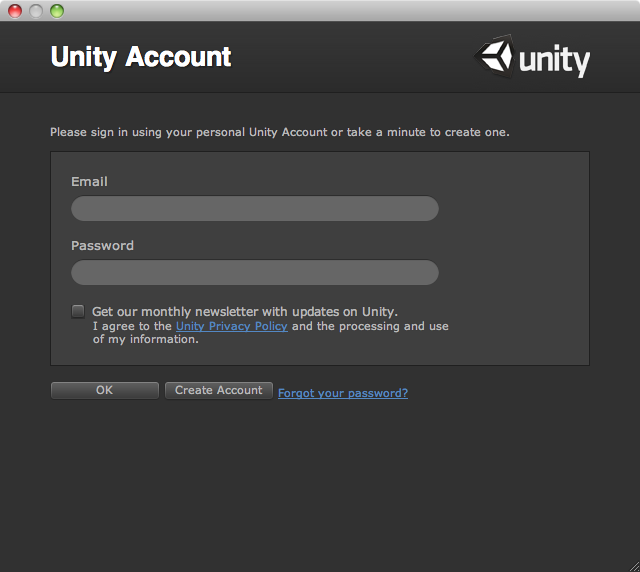 Unity Account
unity
Please sign in using your personal Unity Account or take a minute to create one.
Email
Password
Get our monthly newsletter with updates on Unity.
I agree to the Unity Privacy Policy and the processing and use
of my information.
OK Create Account Forgot your password?